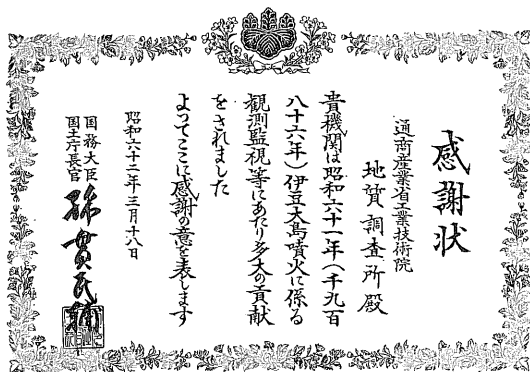 感謝状
通商産業省工業技術院
地質調査所殿
貴機関は昭和六十一年(千九百
八十六年)伊豆大島噴火に係る
観測監視等にあたり多大の貢献
をされました
よってここに感謝の意を表します
昭和六十二年三月十八日
国務大臣
国土庁長官
綿貫民輔